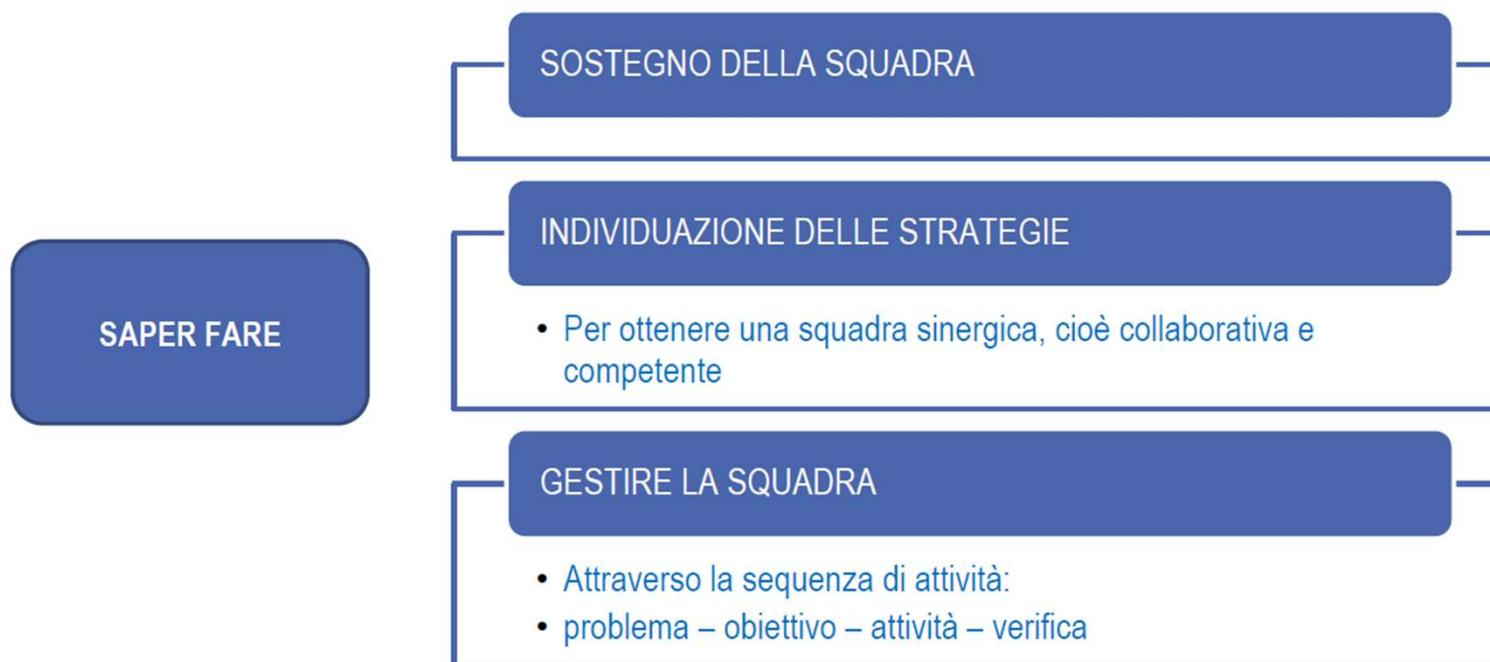 SAPER FARE
SOSTEGNO DELLA SQUADRA
INDIVIDUAZIONE DELLE STRATEGIE
• Per ottenere una squadra sinergica, cioè collaborativa e
competente
GESTIRE LA SQUADRA
• Attraverso la sequenza di attività:
• problema – obiettivo – attività – verifica